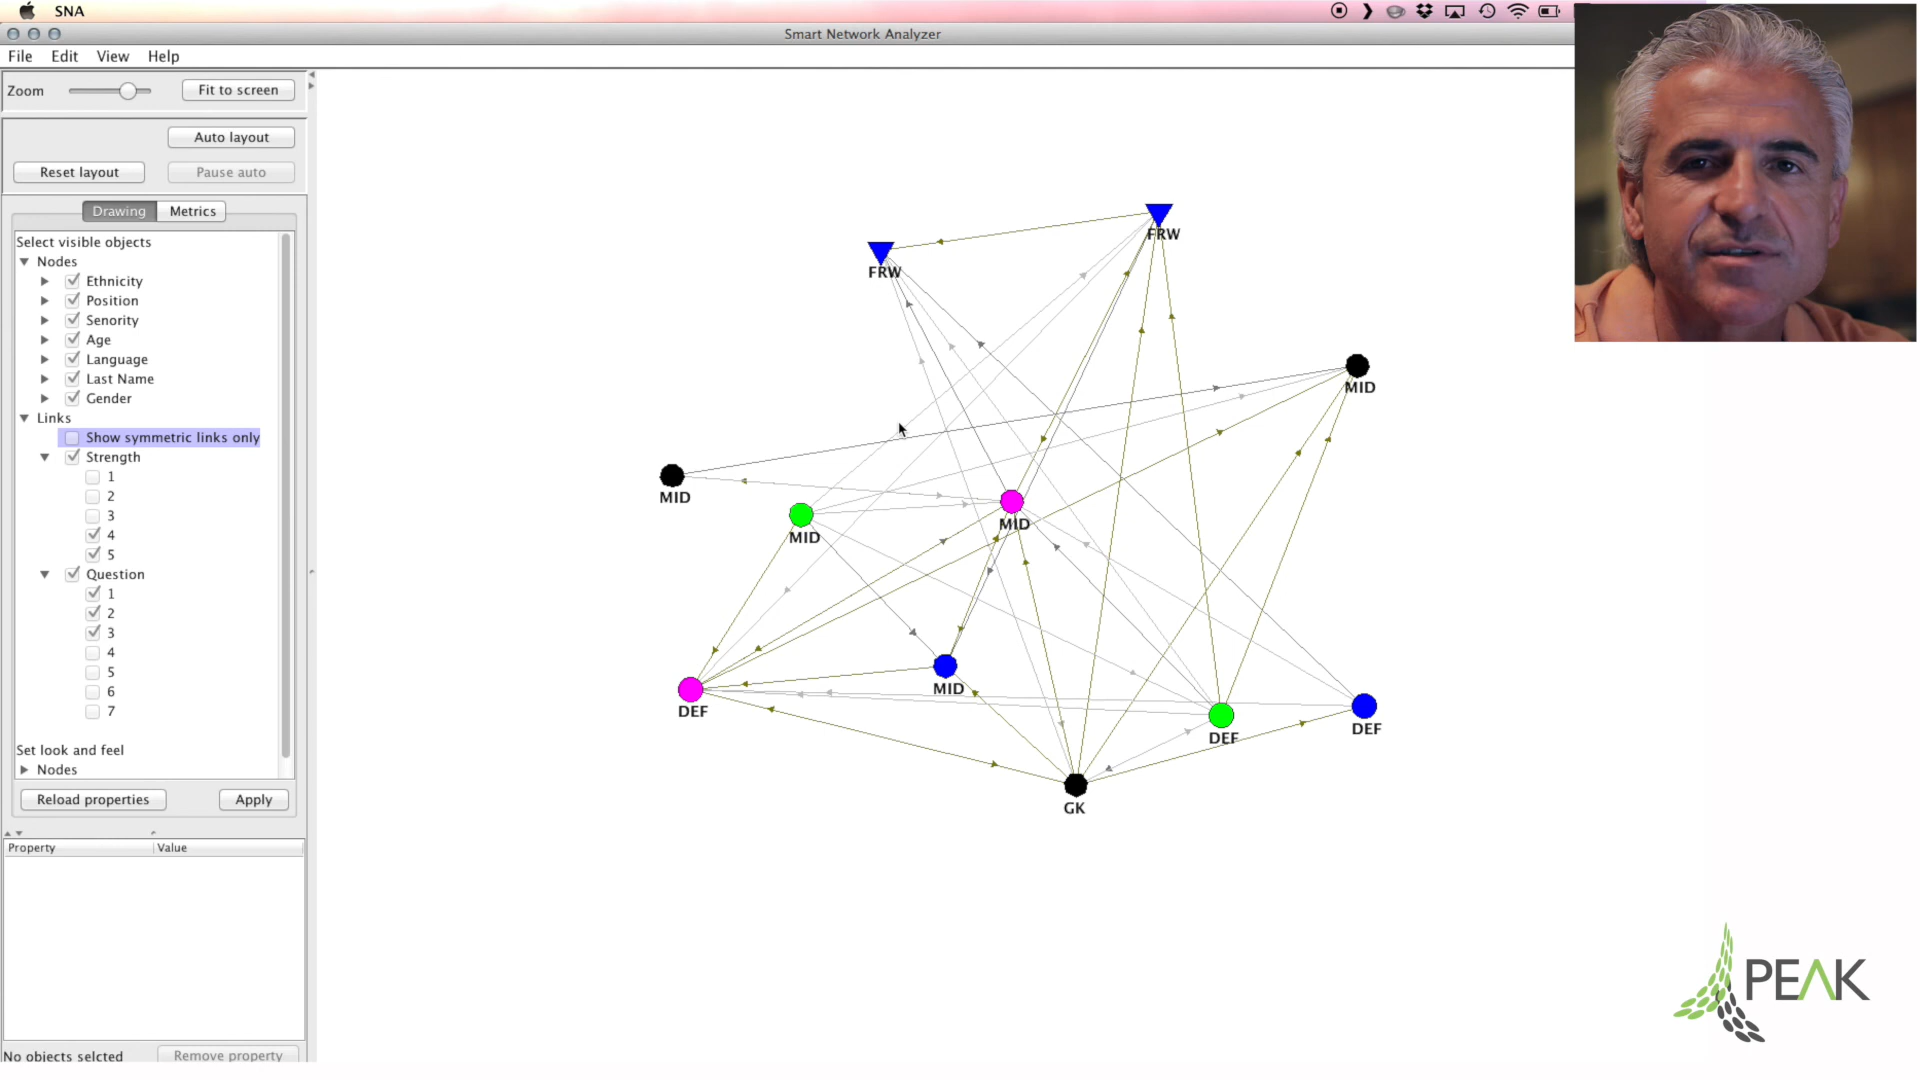 SNA
Smart Network Analyzer
File Edit View Help
Zoom Fit to screen
Auto layout
Reset layout Pause auto
Drawing Metrics
Select visible objects
Nodes
Ethnicity
Position
Senority
Age
Language
Last Name
Gender
Links
Show symmetric links only
Strength
1
2
3
4
5
Question
1
2
3
4
5
6
7
Set look and feel
Nodes
Reload properties Apply
Property Value
No objects selcted Remove property
FRW
FRW
MID
MID
MID
MID
MID
DEF
DEF
DEF
GK
PEAK